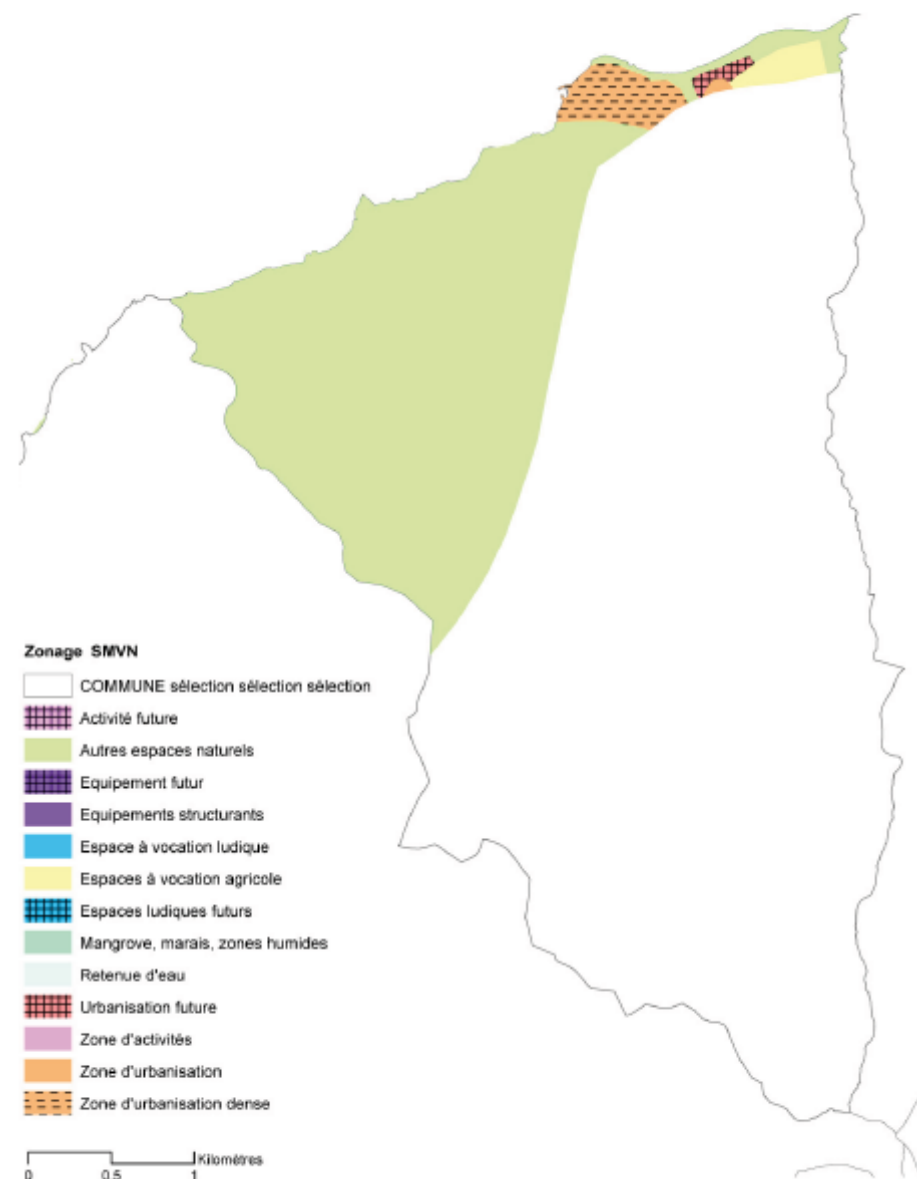 Zonage SMVN
COMMUNE sélection sélection sélection
Activité future
Autres espaces naturels
Equipement futur
Equipements structurants
Espace à vocation ludique
Espaces à vocation agricole
Espaces ludiques futurs
Mangrove, marais, zones humides
Retenue d'eau
Urbanisation future
Zone d'activités
Zone d'urbanisation
Zone d'urbanisation dense
Kilomètres
0 0.5 1